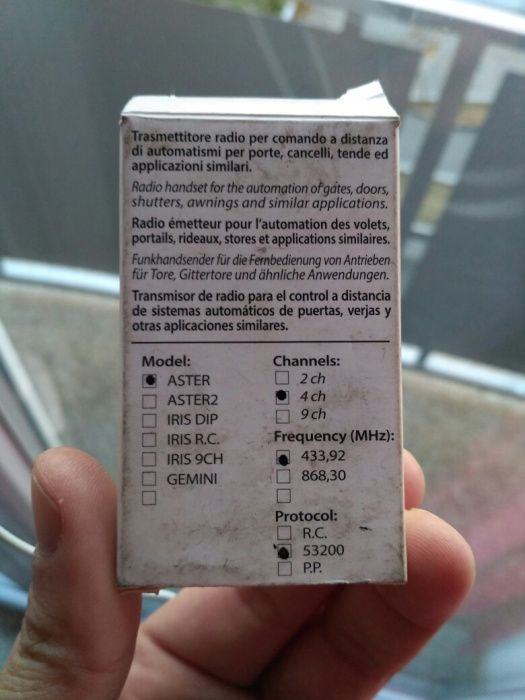 Trasmettitore radio per comando a distanza
di automatismi per porte, cancelli, tende ed
applicazioni similari.
Radio handset for the automation of gates, doors,
shutters, awnings and similar applications.
Radio émetteur pour l'automation des volets,
portails, rideaux, stores et applications similaires.
Funkhandsender für die Fernbedienung von Antrieben
für Tore, Gittertore und ähnliche Anwendungen.
Transmisor de radio para el control a distancia
de sistemas automáticos de puertas, verjas y
otras aplicaciones similares.
Model:
ASTER
ASTER2
IRIS DIP
IRIS R.C.
IRIS 9CH
GEMINI
Channels:
2 ch
4 ch
9 ch
Frequency (MHz):
433,92
868,30
Protocol:
R.C.
53200
P.P.